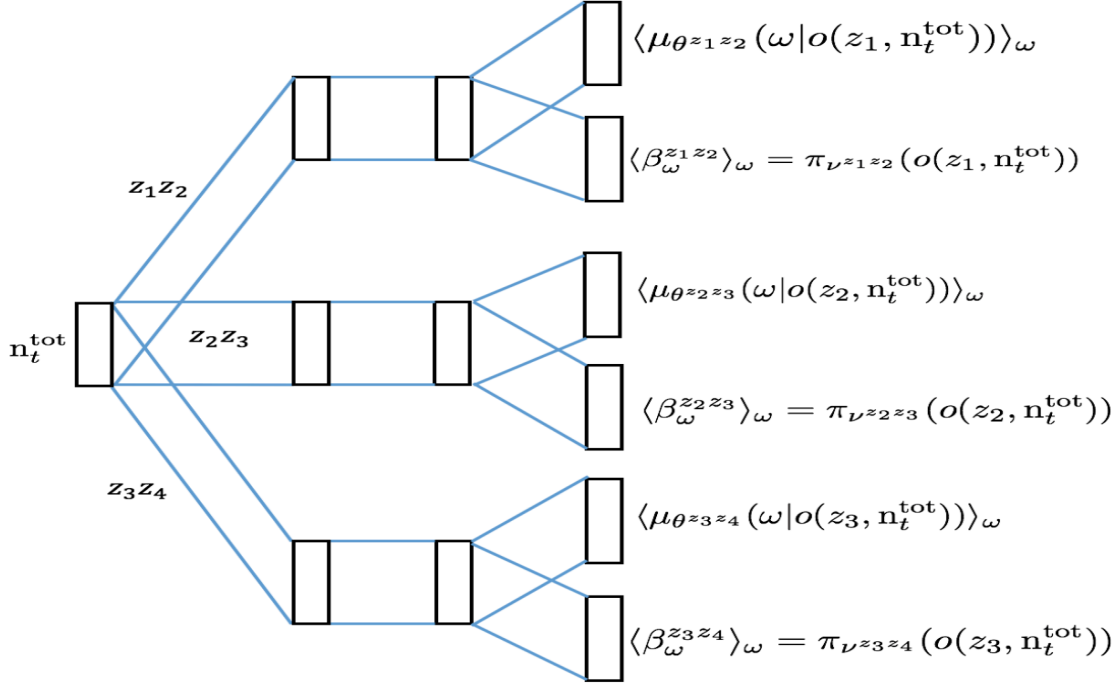 ⟨μ_{θ^{z_1 z_2}}(ω|o(z_1, n_t^{tot}))⟩_ω
⟨β_ω^{z_1 z_2}⟩_ω = π_{ν^{z_1 z_2}}(o(z_1, n_t^{tot}))
z_1z_2
⟨μ_{θ^{z_2 z_3}}(ω|o(z_2, n_t^{tot}))⟩_ω
n_t^{tot}
z_2z_3
⟨β_ω^{z_2 z_3}⟩_ω = π_{ν^{z_2 z_3}}(o(z_2, n_t^{tot}))
z_3z_4
⟨μ_{θ^{z_3 z_4}}(ω|o(z_3, n_t^{tot}))⟩_ω
⟨β_ω^{z_3 z_4}⟩_ω = π_{ν^{z_3 z_4}}(o(z_3, n_t^{tot}))